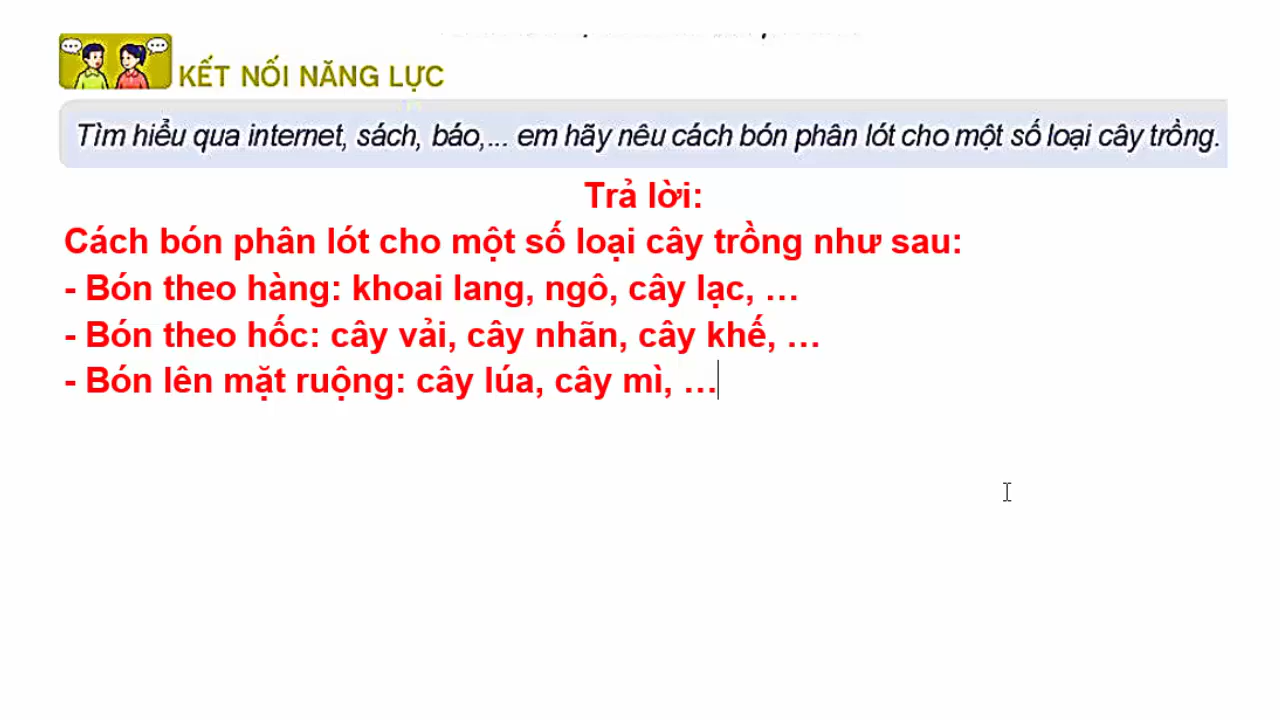 KẾT NỐI NĂNG LỰC
Tìm hiểu qua internet, sách, báo,... em hãy nêu cách bón phân lót cho một số loại cây trồng.
Trả lời:
Cách bón phân lót cho một số loại cây trồng như sau:
- Bón theo hàng: khoai lang, ngô, cây lạc, ...
- Bón theo hốc: cây vải, cây nhãn, cây khế, ...
- Bón lên mặt ruộng: cây lúa, cây mì, ...